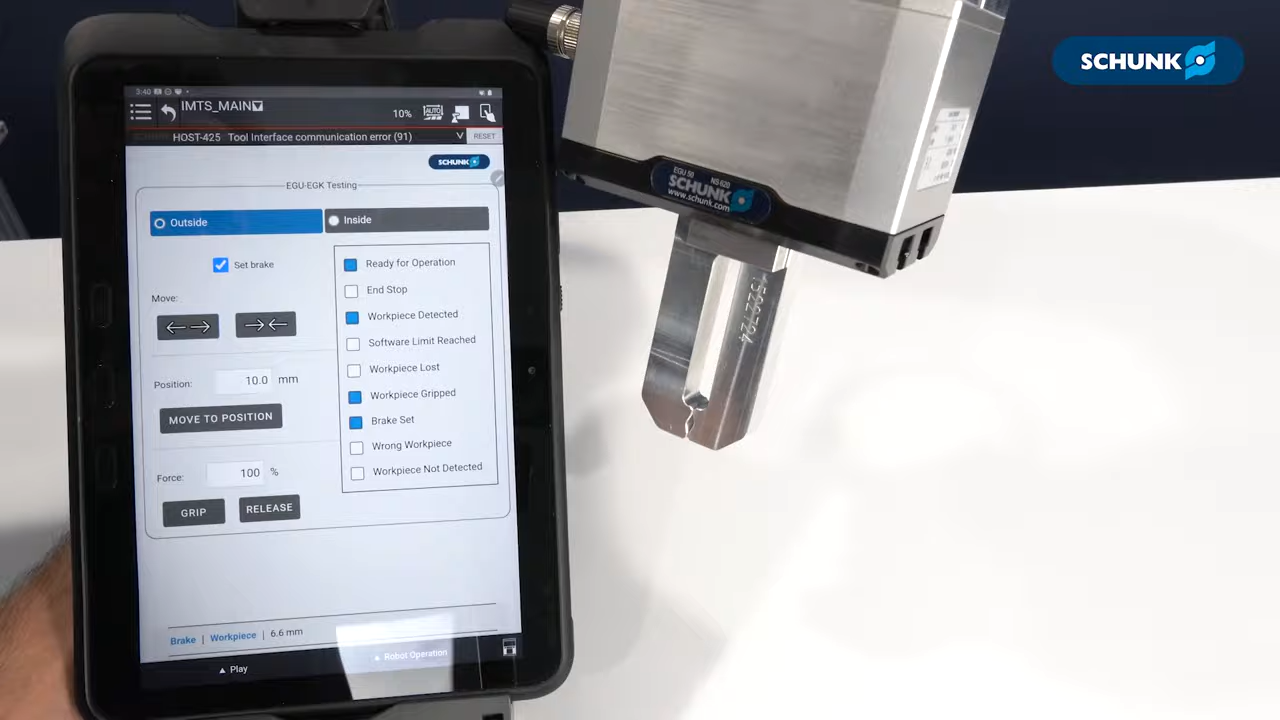 SCHUNK
3:40
IMTS_MAIN
10%
AUTO
HOST-425 Tool Interface communication error (91)
RESET
SCHUNK
EGU-EGK Testing
Outside
Inside
Set brake
Move:
Position: 10.0 mm
MOVE TO POSITION
Force: 100 %
GRIP
RELEASE
Ready for Operation
End Stop
Workpiece Detected
Software Limit Reached
Workpiece Lost
Workpiece Gripped
Brake Set
Wrong Workpiece
Workpiece Not Detected
Brake | Workpiece | 6.6 mm
Play
Robot Operation
EGU 50 NS 620
SCHUNK
www.schunk.com